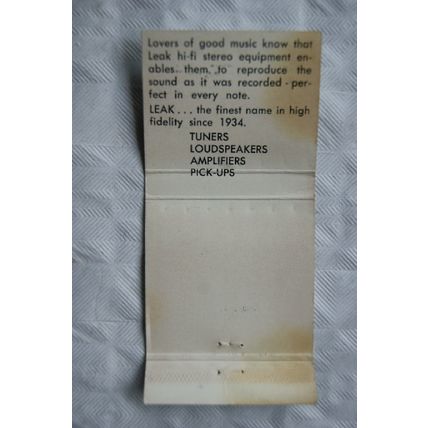 Lovers of good music know that
Leak hi-fi stereo equipment en-
ables them, to reproduce the
sound as it was recorded - per-
fect in every note.
LEAK... the finest name in high
fidelity since 1934.
TUNERS
LOUDSPEAKERS
AMPLIFIERS
PICK-UPS